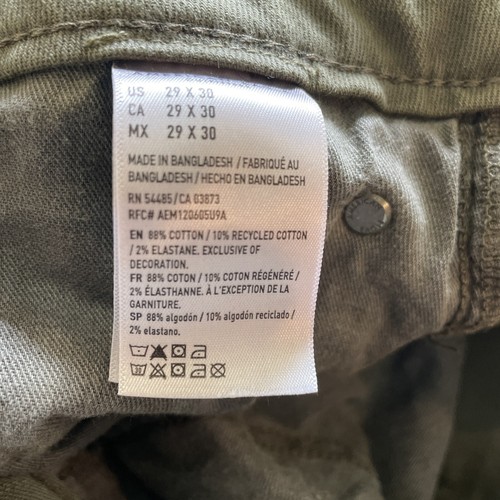 US 29 X 30
CA 29 X 30
MX 29 X 30
MADE IN BANGLADESH / FABRIQUÉ AU
BANGLADESH / HECHO EN BANGLADESH
RN 54485/CA 03873
RFC# AEM120605U9A
EN 88% COTTON / 10% RECYCLED COTTON
/ 2% ELASTANE. EXCLUSIVE OF
DECORATION.
FR 88% COTON / 10% COTON RÉGÉNÉRÉ /
2% ÉLASTHANNE. À L'EXCEPTION DE LA
GARNITURE.
SP 88% algodón / 10% algodón reciclado /
2% elastano.